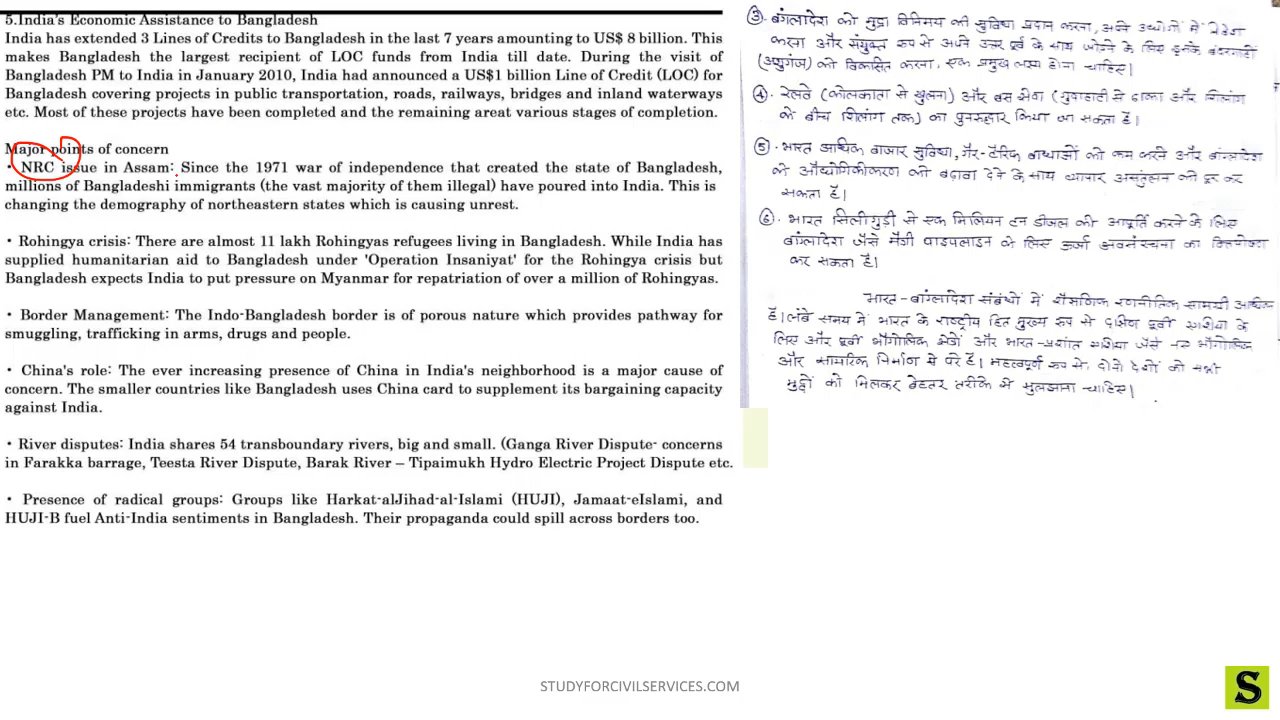 5.India's Economic Assistance to Bangladesh
India has extended 3 Lines of Credits to Bangladesh in the last 7 years amounting to US$ 8 billion. This
makes Bangladesh the largest recipient of LOC funds from India till date. During the visit of
Bangladesh PM to India in January 2010, India had announced a US$1 billion Line of Credit (LOC) for
Bangladesh covering projects in public transportation, roads, railways, bridges and inland waterways
etc. Most of these projects have been completed and the remaining areat various stages of completion.
Major points of concern
• NRC issue in Assam: Since the 1971 war of independence that created the state of Bangladesh,
millions of Bangladeshi immigrants (the vast majority of them illegal) have poured into India. This is
changing the demography of northeastern states which is causing unrest.
• Rohingya crisis: There are almost 11 lakh Rohingyas refugees living in Bangladesh. While India has
supplied humanitarian aid to Bangladesh under 'Operation Insaniyat' for the Rohingya crisis but
Bangladesh expects India to put pressure on Myanmar for repatriation of over a million of Rohingyas.
• Border Management: The Indo-Bangladesh border is of porous nature which provides pathway for
smuggling, trafficking in arms, drugs and people.
• China's role: The ever increasing presence of China in India's neighborhood is a major cause of
concern. The smaller countries like Bangladesh uses China card to supplement its bargaining capacity
against India.
• River disputes: India shares 54 transboundary rivers, big and small. (Ganga River Dispute- concerns
in Farakka barrage, Teesta River Dispute, Barak River – Tipaimukh Hydro Electric Project Dispute etc.
• Presence of radical groups: Groups like Harkat-alJihad-al-Islami (HUJI), Jamaat-eIslami, and
HUJI-B fuel Anti-India sentiments in Bangladesh. Their propaganda could spill across borders too.
③. बंग्लादेश को मुद्रा विनिमय की सुविधा प्रदान करना, अपने उद्योगों में निवेश
करना और संयुक्त रूप से अपने उत्तर पूर्व के साथ जोड़ने के लिए इनके बंदरगाहों
(अशुगंज) को विकसित करना, एक प्रमुख लक्ष्य होना चाहिए।
④. रेलवे (कोलकाता से खुलना) और बस सेवा (गुवाहाटी से ढाका और शिलांग
के बीच शिलांग तक) का पुनरुद्धार किया जा सकता है।
⑤. भारत आर्थिक बाजार सुविधा, गैर-टैरिफ बाधाओं को कम करने और बांग्लादेश
के औद्योगिकीकरण को बढ़ावा देने के साथ व्यापार असंतुलन को दूर कर
सकता है।
⑥. भारत सिलीगुड़ी से एक मिलियन टन डीजल की आपूर्ति करने के लिए
बांग्लादेश जैसे मैत्री पाइपलाइन के लिए ऊर्जा अवसंरचना का
कर सकता है।
भारत-बांग्लादेश संबंधों में रणनीतिक सामग्री अधिक
है। लंबे समय में भारत के राष्ट्रीय हित मुख्य रूप से दक्षिण पूर्वी एशिया के
लिए और पूर्वी भौगोलिक क्षेत्रों और भारत-प्रशांत एशिया जैसे नए भौगोलिक
और सामरिक निर्माण से परे हैं। महत्वपूर्ण रूप से, दोनों देशों को सभी
मुद्दों को मिलकर बेहतर तरीके से सुलझाना चाहिए।
STUDYFORCIVILSERVICES.COM
S